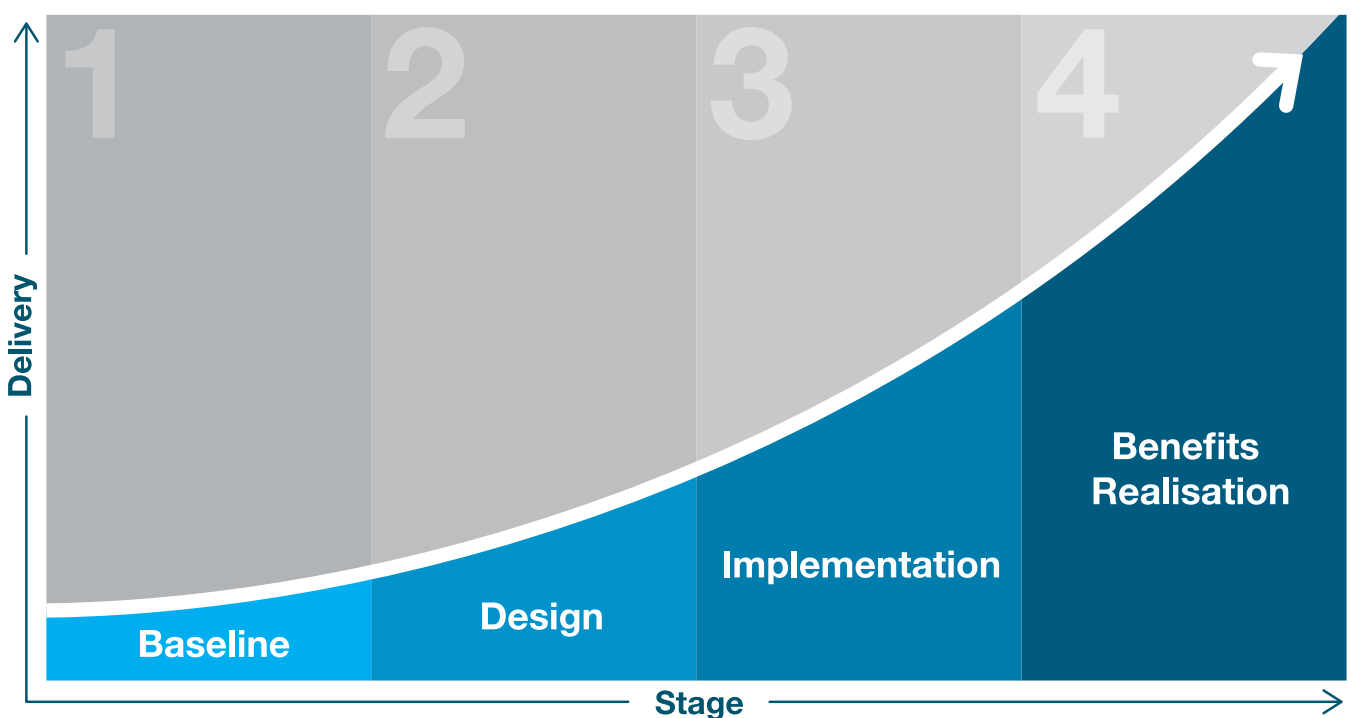 1
2
3
4
Delivery
Baseline
Design
Implementation
Benefits
Realisation
Stage